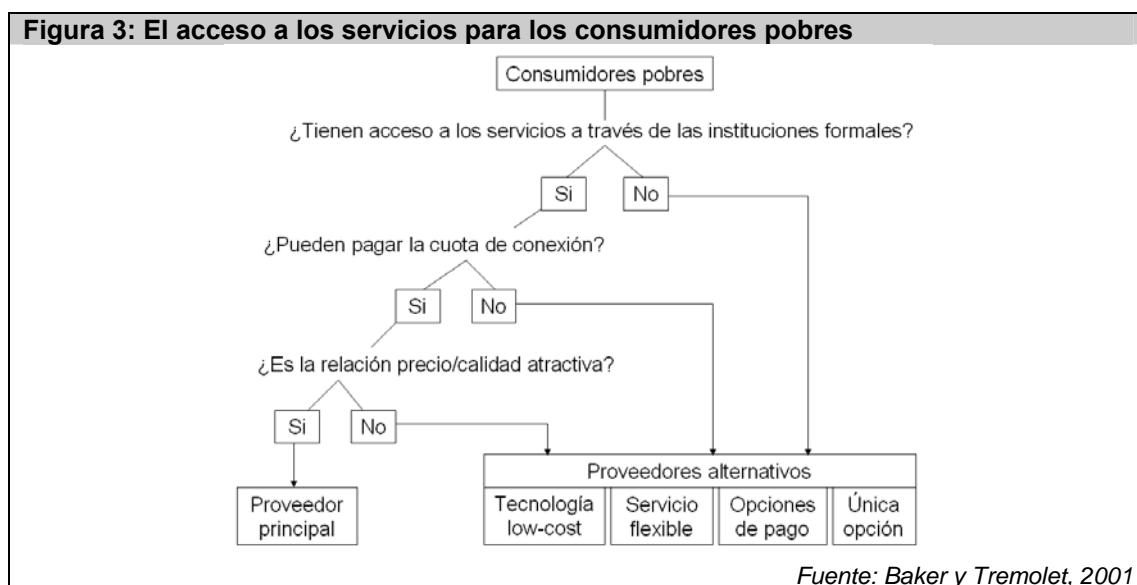 Figura 3: El acceso a los servicios para los consumidores pobres
Consumidores pobres
¿Tienen acceso a los servicios a través de las instituciones formales?
Si
No
¿Pueden pagar la cuota de conexión?
Si
No
¿Es la relación precio/calidad atractiva?
Si
No
Proveedor
principal
Proveedores alternativos
Tecnología
low-cost
Servicio
flexible
Opciones
de pago
Única
opción
Fuente: Baker y Tremolet, 2001